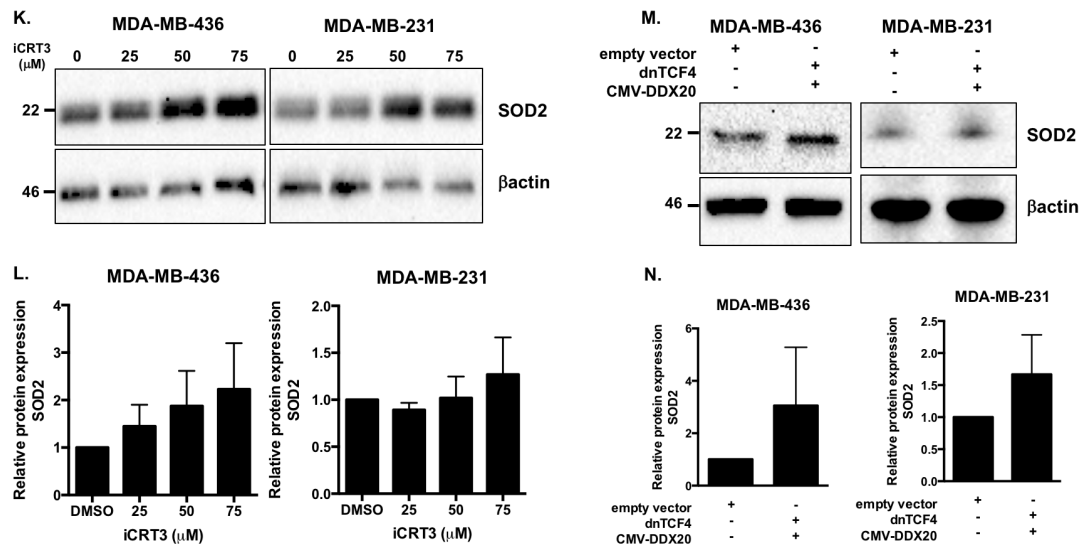 K.
MDA-MB-436
MDA-MB-231
iCRT3
(μM)
0 25 50 75
0 25 50 75
22
SOD2
46
βactin
M.
MDA-MB-436
MDA-MB-231
empty vector + - + -
dnTCF4 - + - +
CMV-DDX20 - + - +
22
SOD2
46
βactin
L.
MDA-MB-436
Relative protein expression
SOD2
4
3
2
1
0
DMSO 25 50 75
iCRT3 (μM)
MDA-MB-231
Relative protein expression
SOD2
2.0
1.5
1.0
0.5
0.0
DMSO 25 50 75
iCRT3 (μM)
N.
MDA-MB-436
Relative protein expression
SOD2
6
4
2
0
empty vector + -
dnTCF4 - +
CMV-DDX20 - +
MDA-MB-231
Relative protein expression
SOD2
2.5
2.0
1.5
1.0
0.5
0.0
empty vector + -
dnTCF4 - +
CMV-DDX20 - +